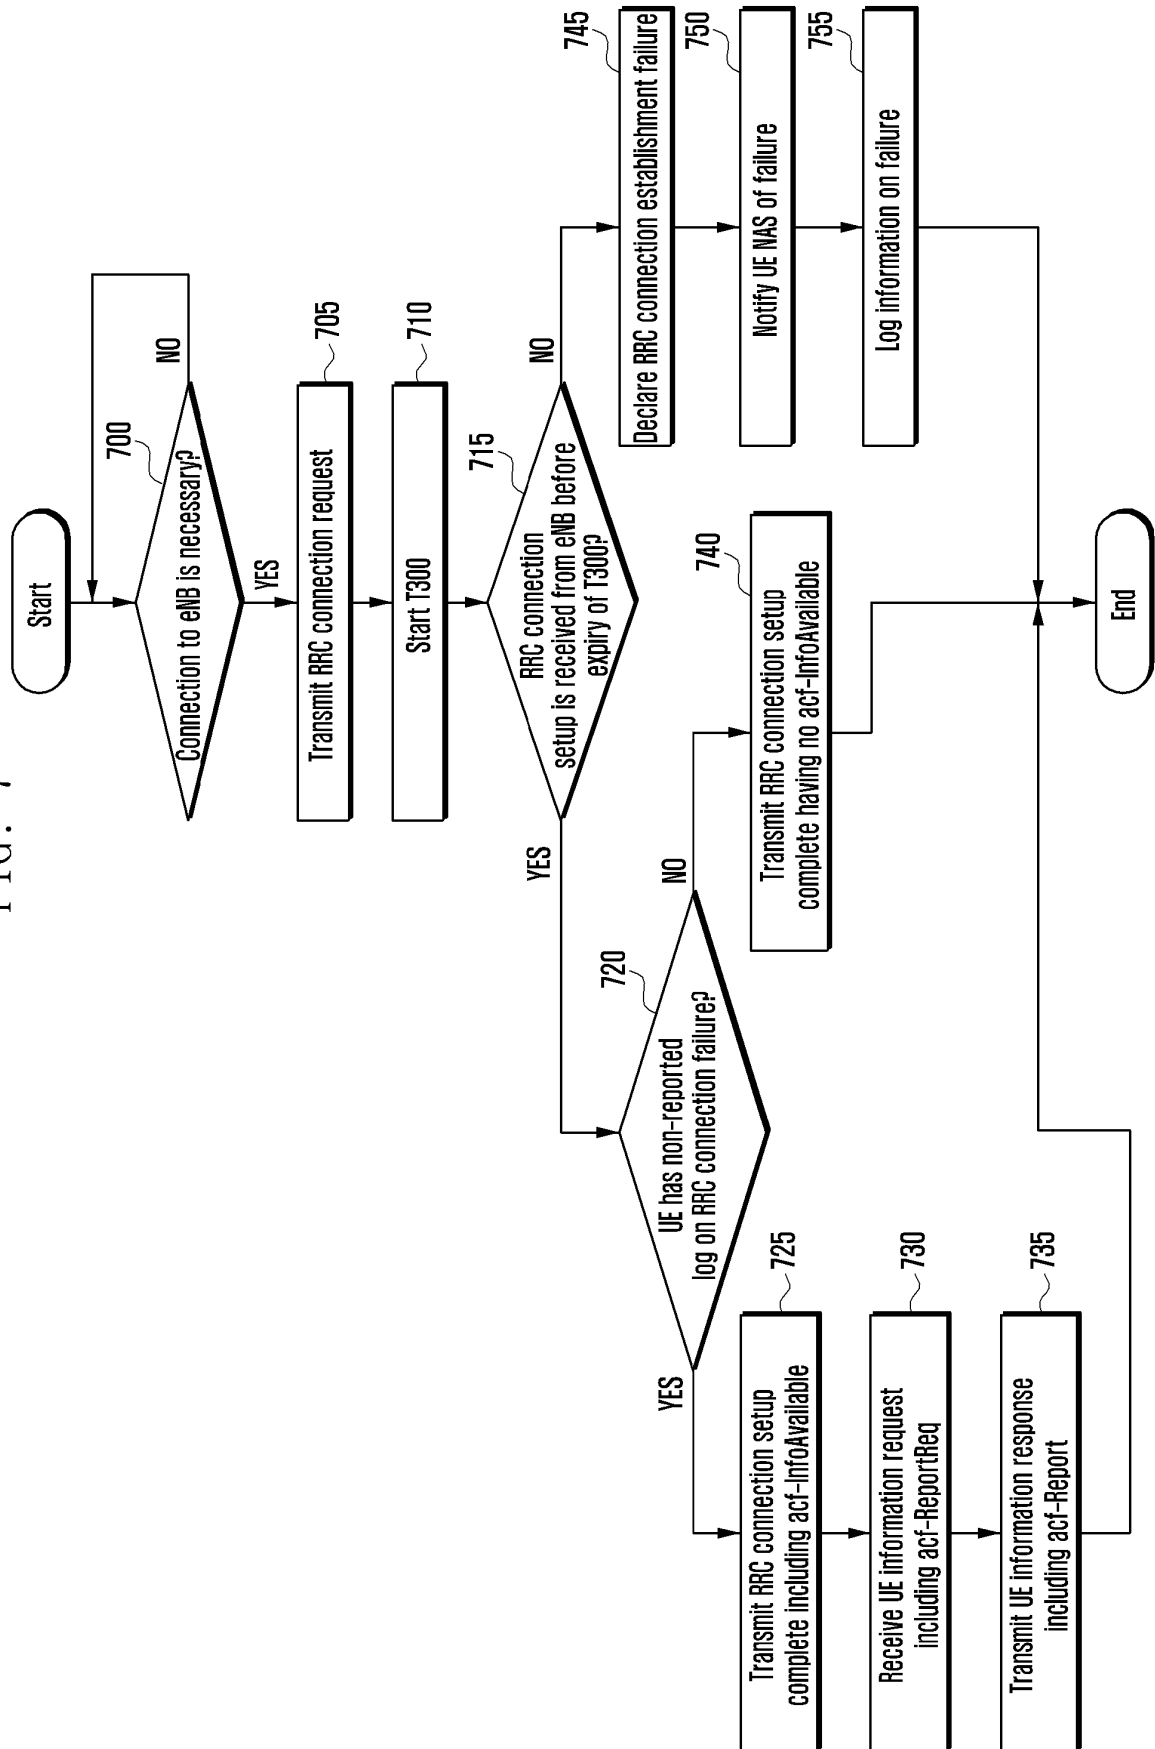 FIG. 7
Start
700
Connection to eNB is necessary?
NO
YES
705
Transmit RRC connection request
710
Start T300
715
RRC connection
setup is received from eNB before
expiry of T300?
YES
NO
720
UE has non-reported
log on RRC connection failure?
YES
NO
725
Transmit RRC connection setup
complete including acf-InfoAvailable
730
Receive UE information request
including acf-ReportReq
735
Transmit UE information response
including acf-Report
740
Transmit RRC connection setup
complete having no acf-InfoAvailable
745
Declare RRC connection establishment failure
750
Notify UE NAS of failure
755
Log information on failure
End